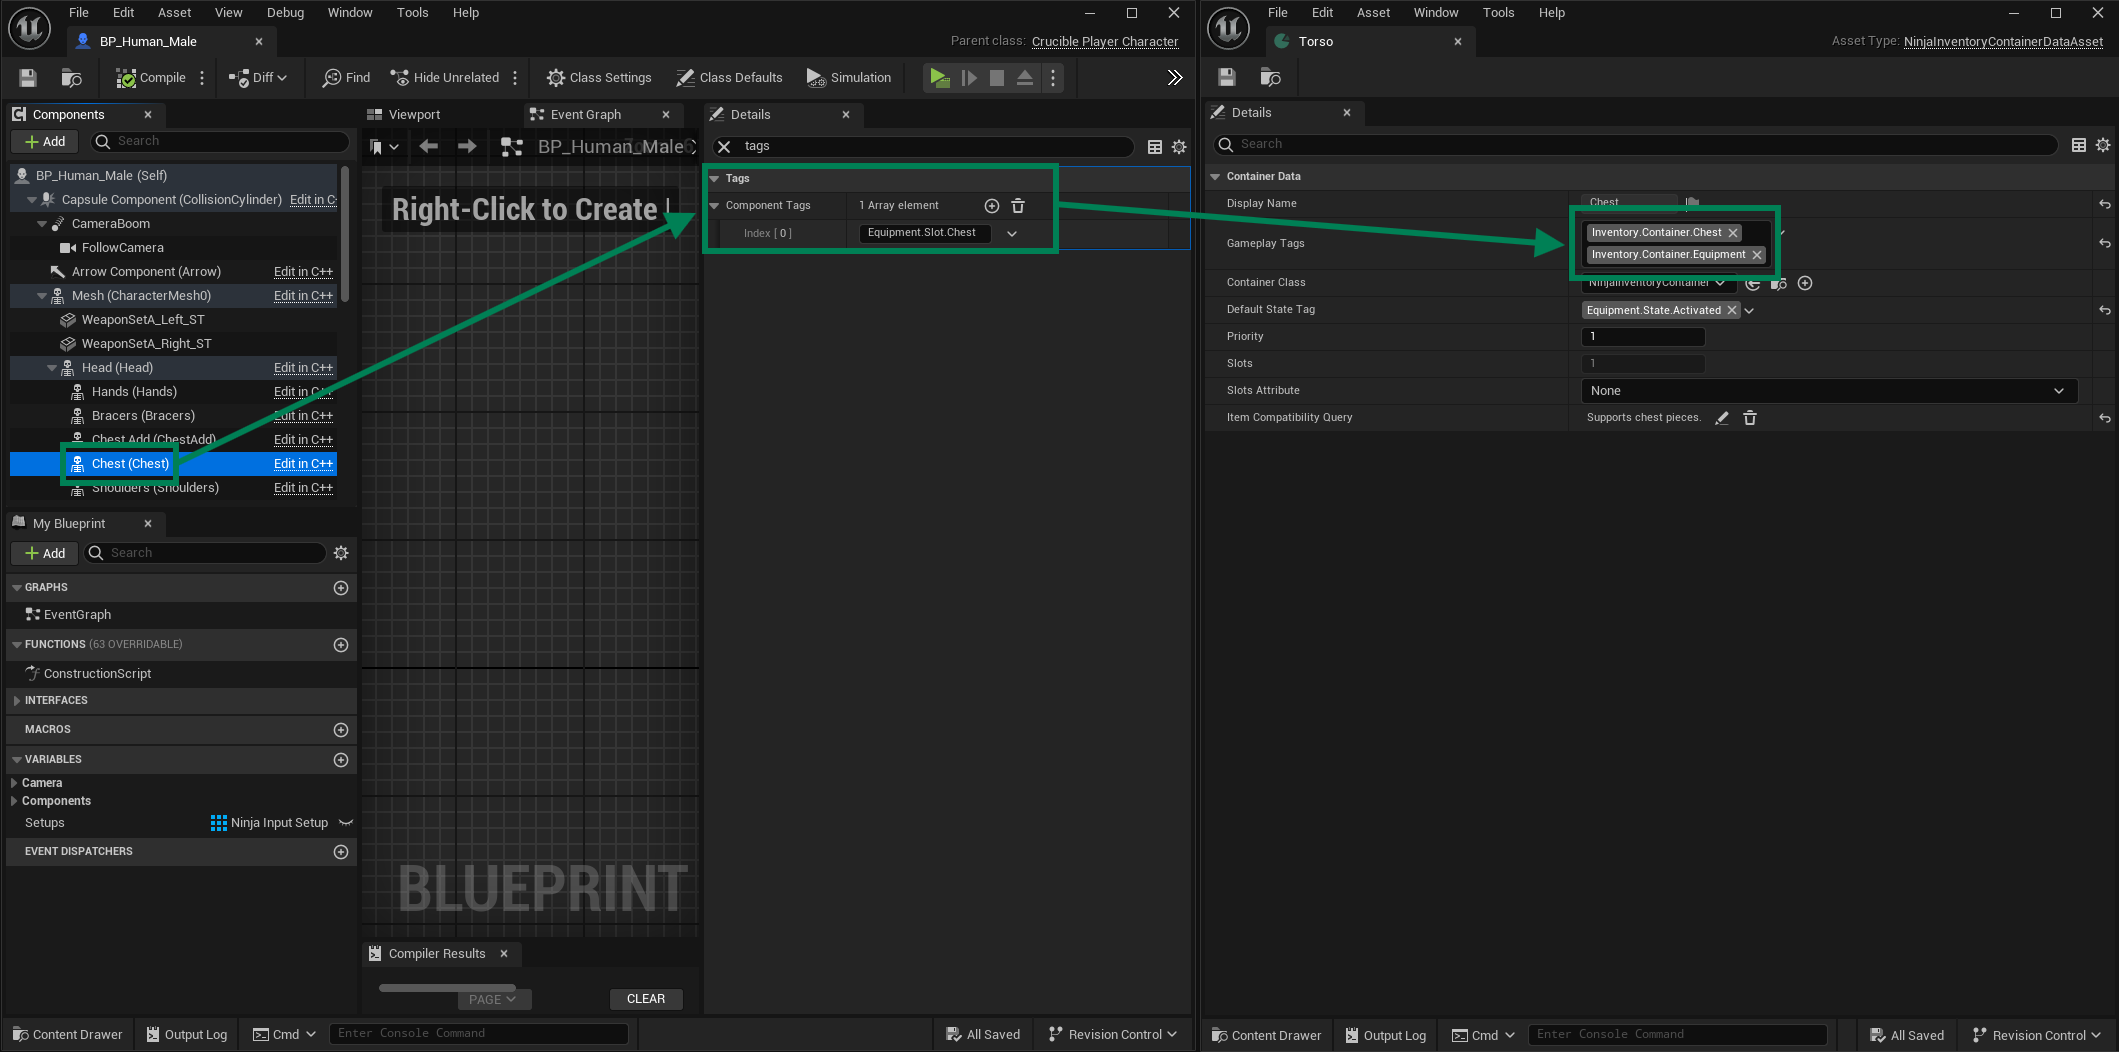 File Edit Asset View Debug Window Tools Help
BP_Human_Male
Parent class: Crucible Player Character
Compile
Diff
Find
Hide Unrelated
Class Settings
Class Defaults
Simulation
Components
Add
Search
BP_Human_Male (Self)
Capsule Component (CollisionCylinder) Edit in C
CameraBoom
FollowCamera
Arrow Component (Arrow) Edit in C++
Mesh (CharacterMesh0) Edit in C++
WeaponSetA_Left_ST
WeaponSetA_Right_ST
Head (Head) Edit in C++
Hands (Hands) Edit in C++
Bracers (Bracers) Edit in C++
Chest Add (ChestAdd) Edit in C++
Chest (Chest) Edit in C++
Shoulders (Shoulders) Edit in C++
My Blueprint
Add
Search
GRAPHS
EventGraph
FUNCTIONS (63 OVERRIDABLE)
ConstructionScript
INTERFACES
MACROS
VARIABLES
Camera
Components
Setups Ninja Input Setup
EVENT DISPATCHERS
Viewport
Event Graph
BP_Human_Male
Right-Click to Create
BLUEPRINT
Compiler Results
PAGE
CLEAR
Details
tags
Tags
Component Tags 1 Array element
Index [ 0 ] Equipment.Slot.Chest
Content Drawer
Output Log
Cmd
Enter Console Command
All Saved
Revision Control
File Edit Asset Window Tools Help
Torso
Asset Type: NinjaInventoryContainerDataAsset
Details
Search
Container Data
Display Name Chest
Gameplay Tags
Inventory.Container.Chest
Inventory.Container.Equipment
Container Class NinjaInventoryContainer
Default State Tag Equipment.State.Activated
Priority 1
Slots 1
Slots Attribute None
Item Compatibility Query Supports chest pieces.
Content Drawer
Output Log
Cmd
Enter Console Command
All Saved
Revision Control